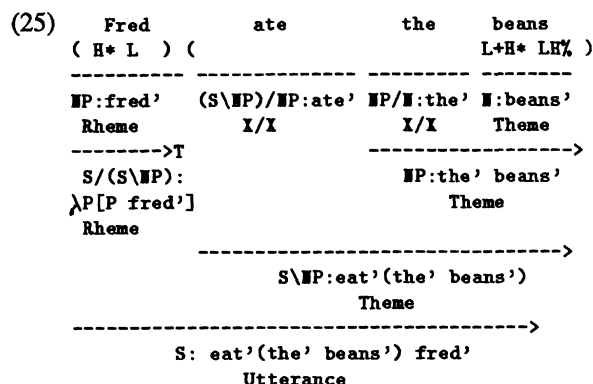 (25) Fred ate the beans
( H* L ) ( L+H* LH% )
NP:fred' (S\NP)/NP:ate' NP/N:the' N:beans'
Rheme X/X X/X Theme
-------->T ------------------>
S/(S\NP): NP:the' beans'
λP[P fred'] Theme
Rheme
------------------------------>
S\NP:eat'(the' beans')
Theme
---------------------------------------->
S: eat'(the' beans') fred'
Utterance